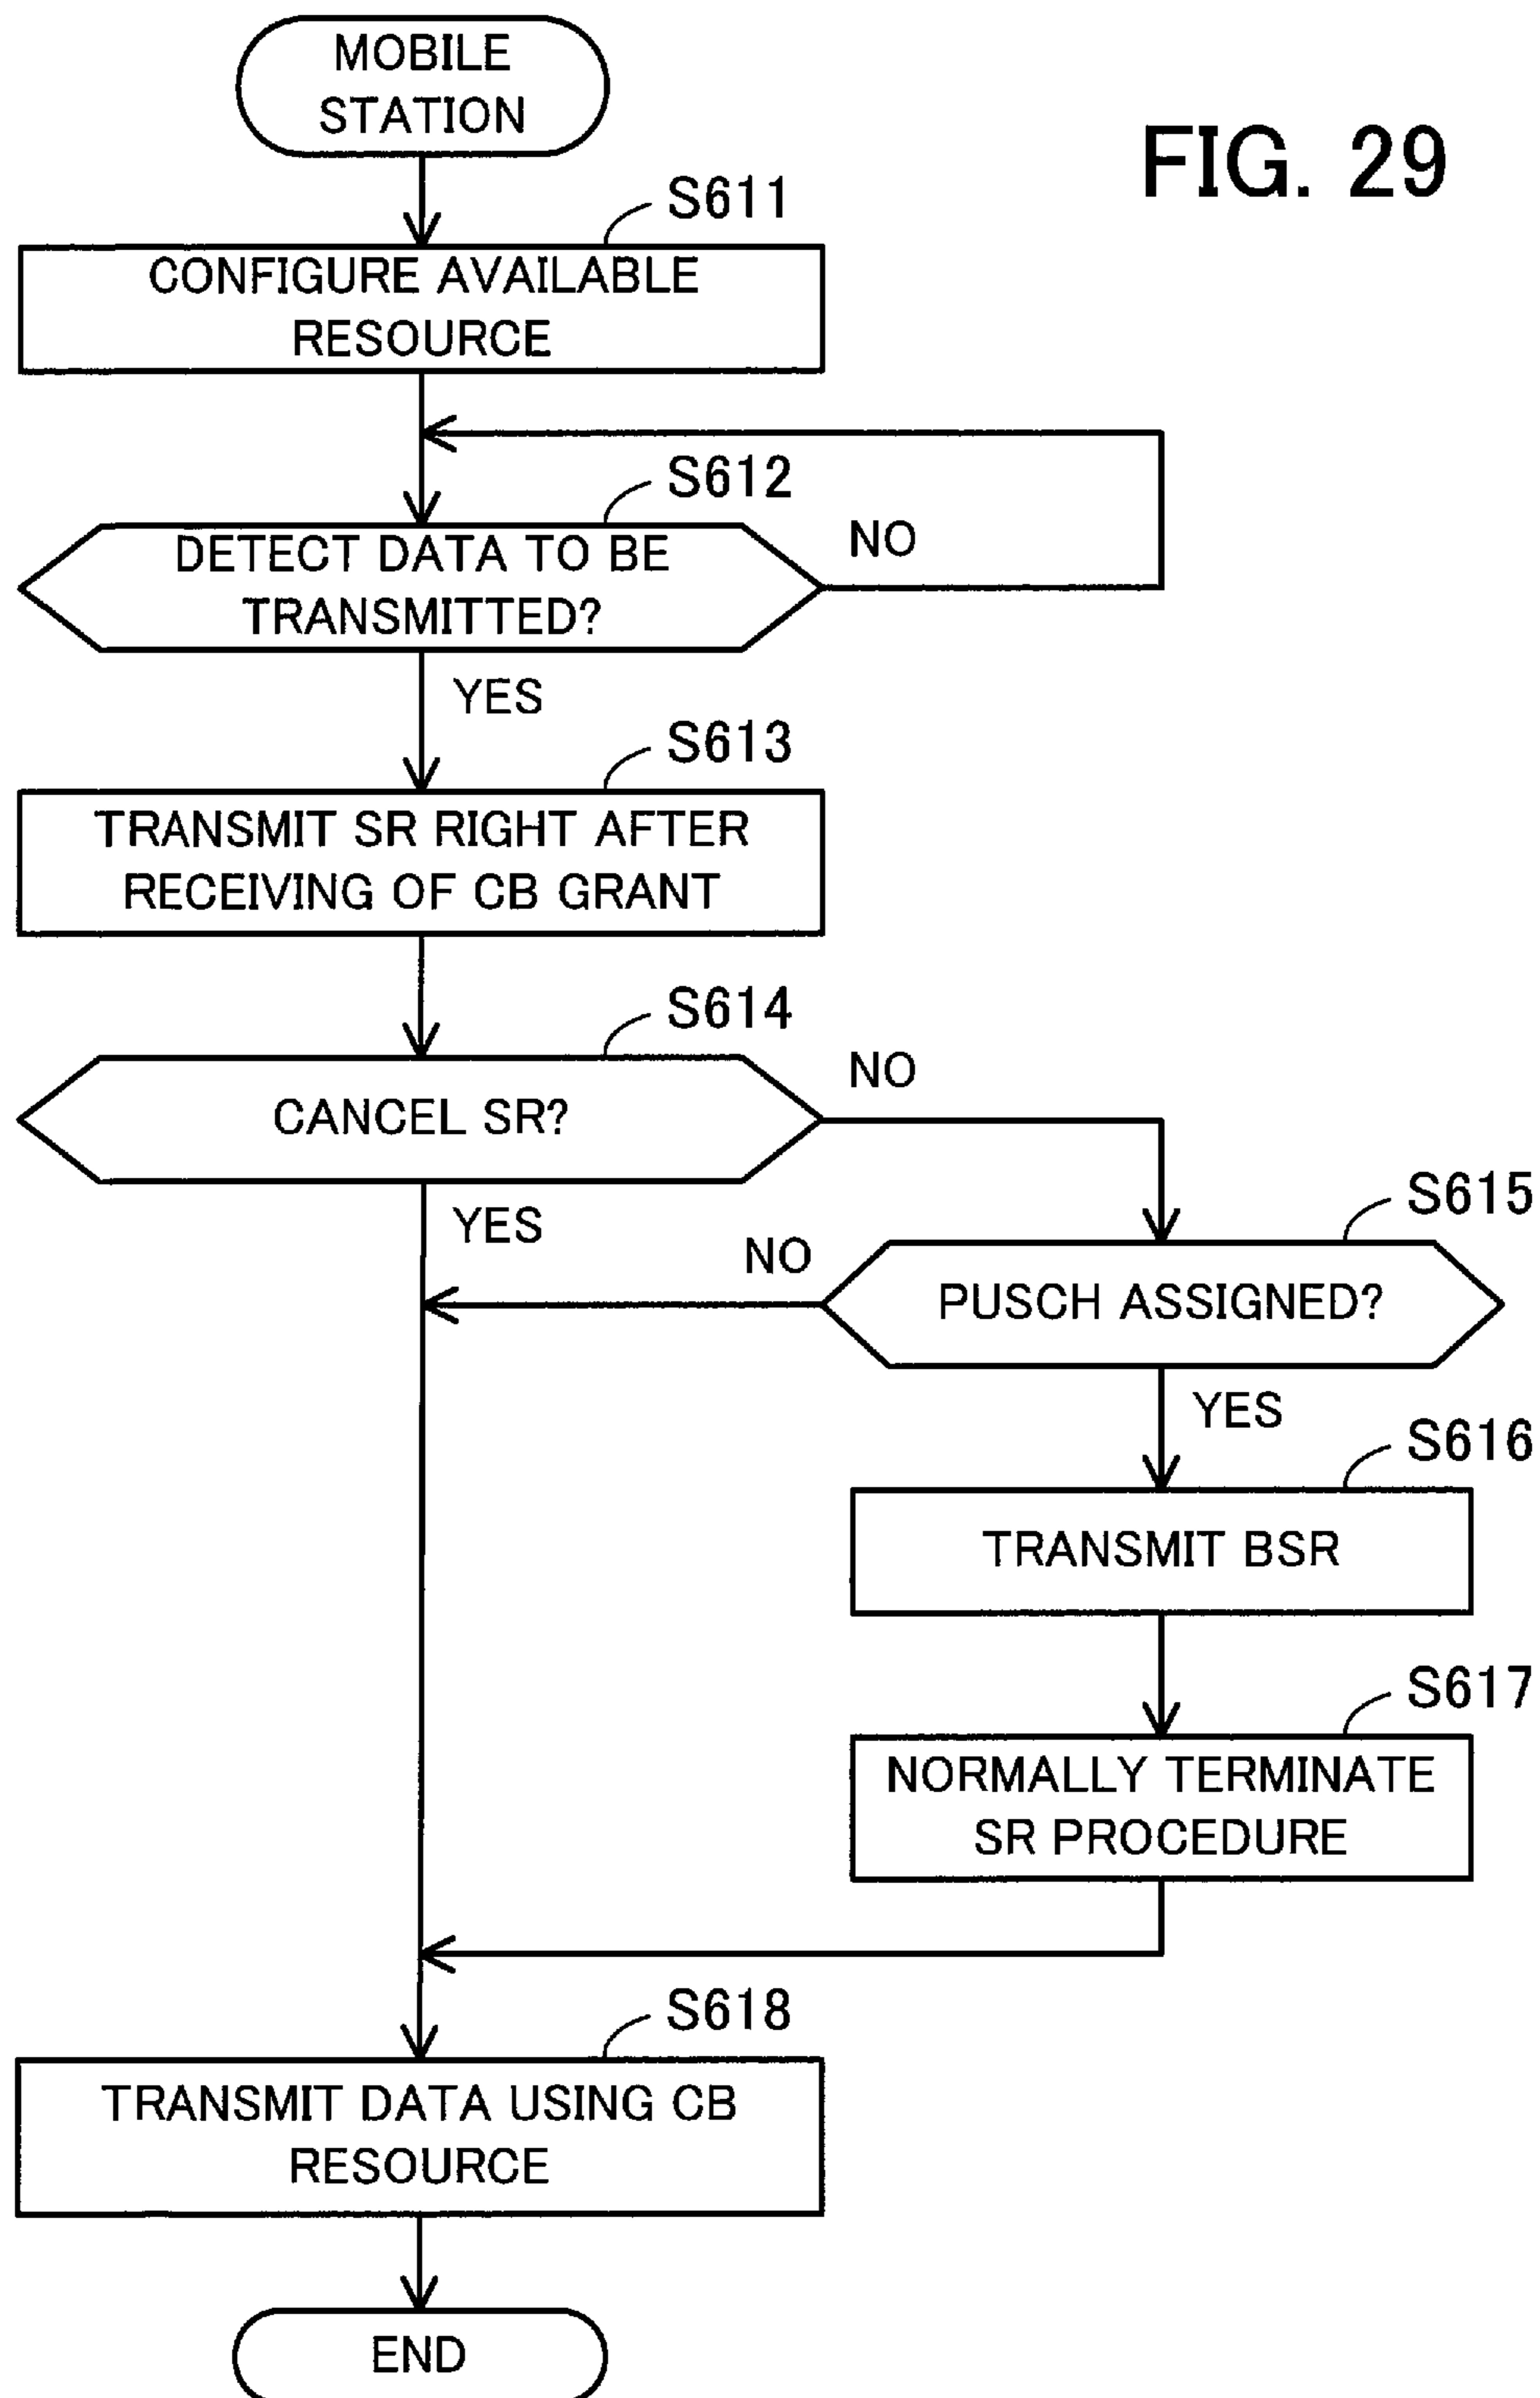 MOBILE
STATION
FIG. 29
S611
CONFIGURE AVAILABLE
RESOURCE
S612
DETECT DATA TO BE
TRANSMITTED?
NO
YES
S613
TRANSMIT SR RIGHT AFTER
RECEIVING OF CB GRANT
S614
CANCEL SR?
NO
YES
S615
NO
PUSCH ASSIGNED?
YES
S616
TRANSMIT BSR
S617
NORMALLY TERMINATE
SR PROCEDURE
S618
TRANSMIT DATA USING CB
RESOURCE
END